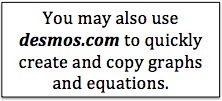 You may also use
desmos.com to quickly
create and copy graphs
and equations.